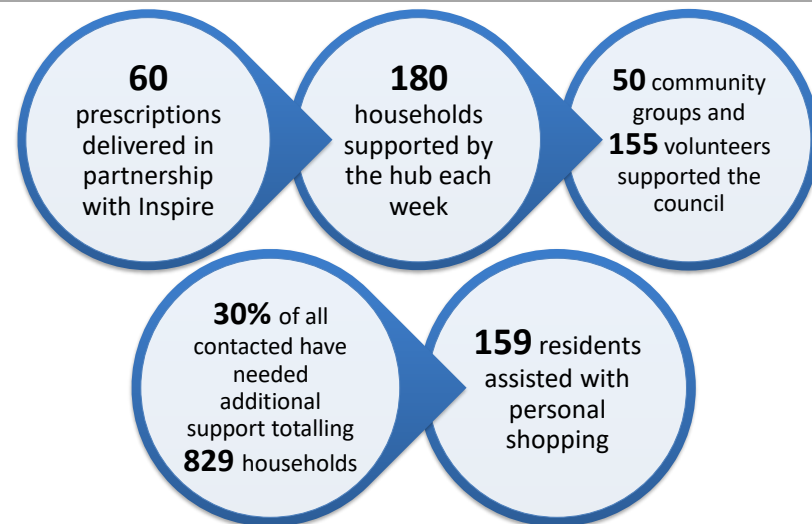 60
prescriptions
delivered in
partnership
with Inspire
180
households
supported by
the hub each
week
50 community
groups and
155 volunteers
supported the
council
30% of all
contacted have
needed
additional
support totalling
829 households
159 residents
assisted with
personal
shopping